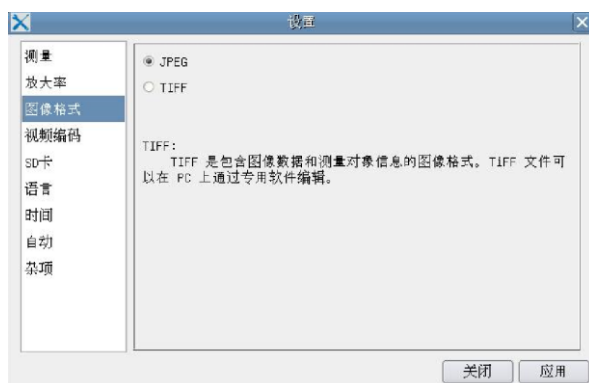 设置
测量
放大率
图像格式
视频编码
SD卡
语言
时间
自动
杂项
JPEG
TIFF
TIFF:
TIFF 是包含图像数据和测量对象信息的图像格式。TIFF 文件可
以在 PC 上通过专用软件编辑。
关闭
应用